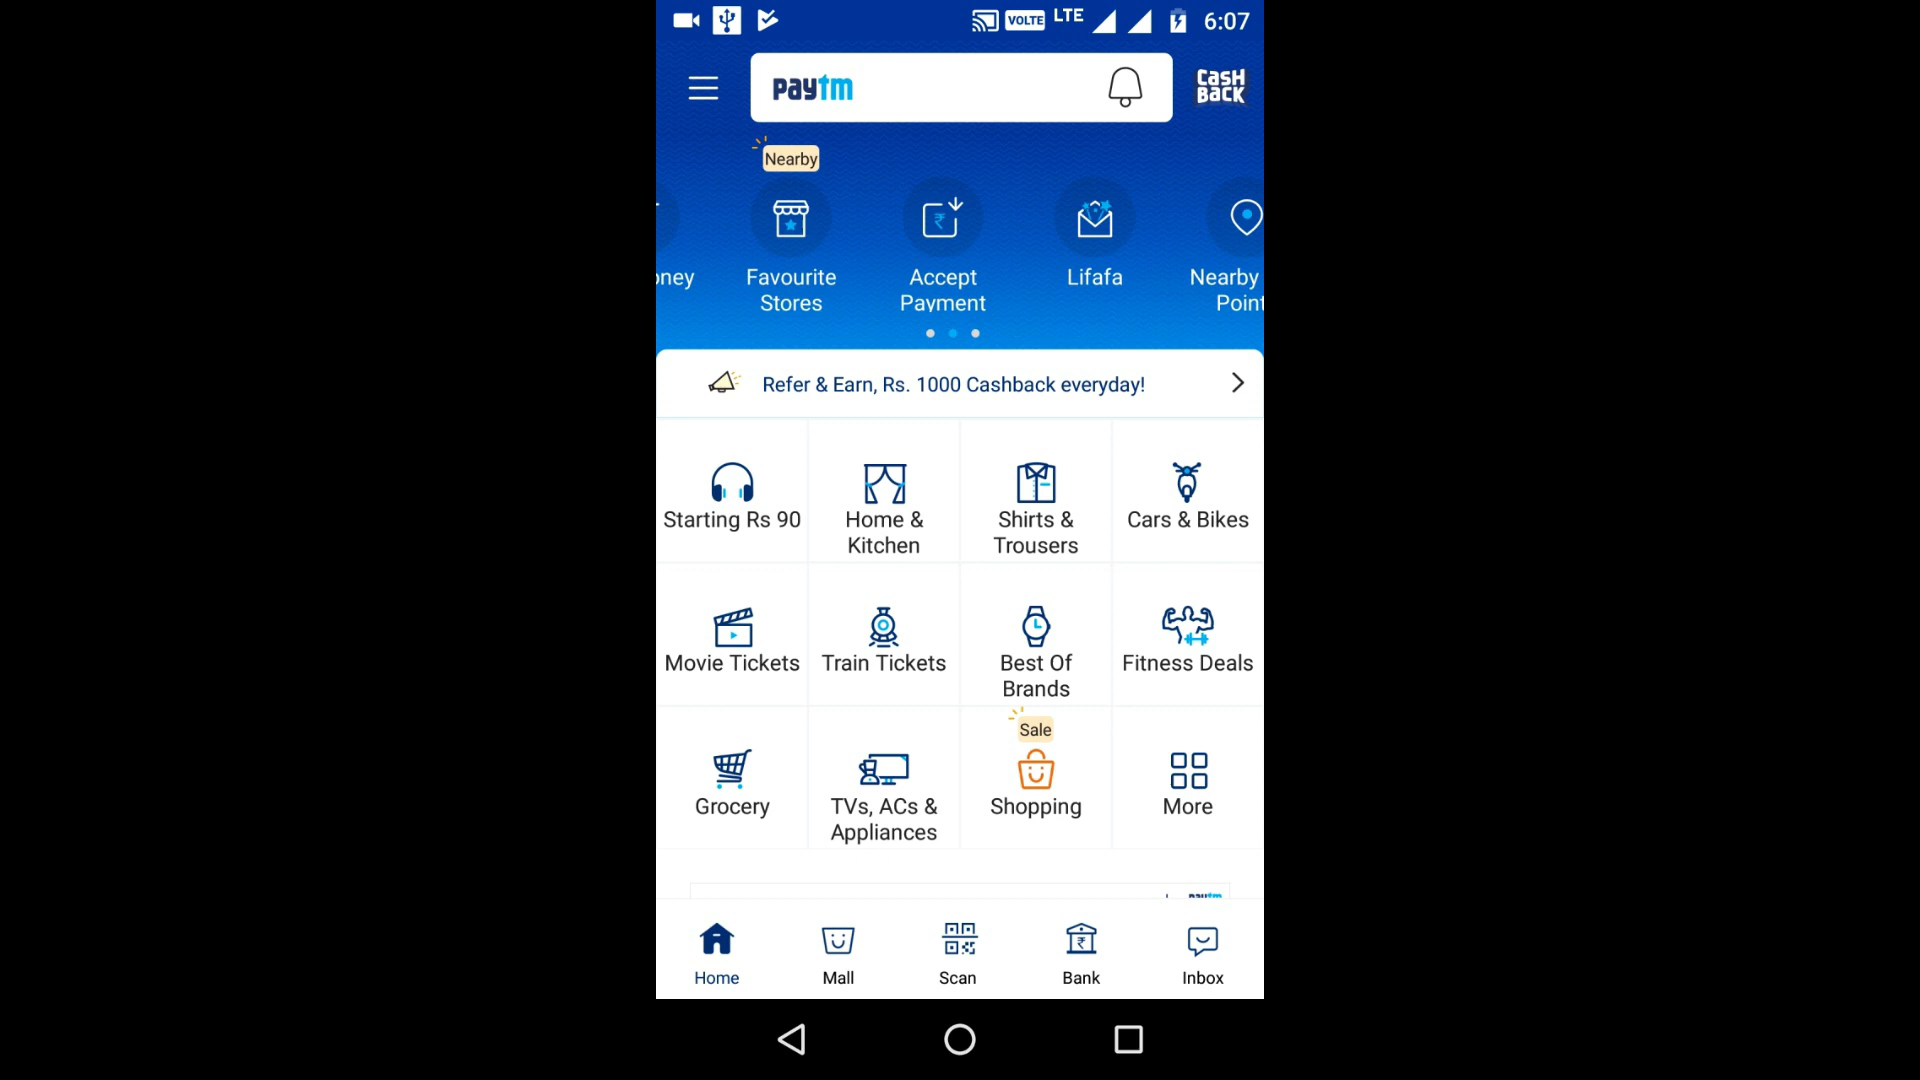 VOLTE LTE 6:07
paytm
CASH
BACK
Nearby
oney
Favourite
Stores
Accept
Payment
Lifafa
Nearby
Point
Refer & Earn, Rs. 1000 Cashback everyday!
Starting Rs 90
Home &
Kitchen
Shirts &
Trousers
Cars & Bikes
Movie Tickets
Train Tickets
Best Of
Brands
Fitness Deals
Sale
Grocery
TVs, ACs &
Appliances
Shopping
More
paytm
Home
Mall
Scan
Bank
Inbox